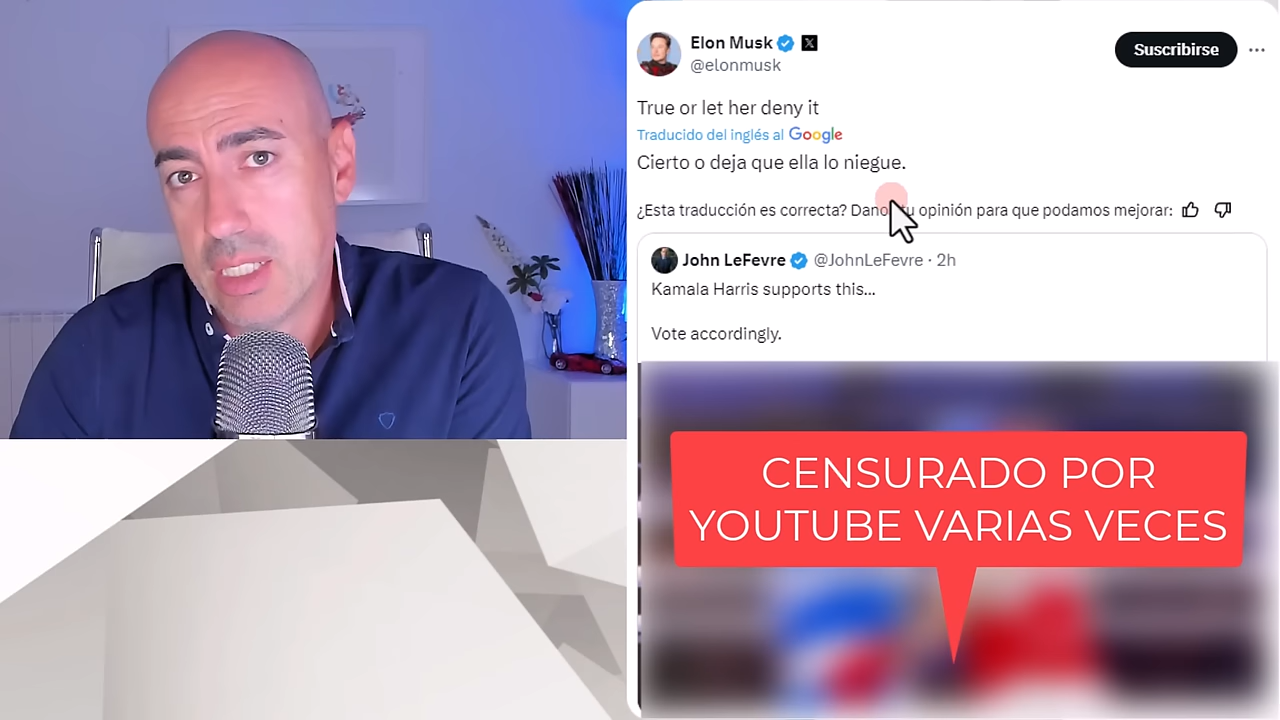 Elon Musk
@elonmusk
Suscribirse
True or let her deny it
Traducido del inglés al Google
Cierto o deja que ella lo niegue.
¿Esta traducción es correcta? Danos tu opinión para que podamos mejorar:
John LeFevre @JohnLeFevre · 2h
Kamala Harris supports this...
Vote accordingly.
CENSURADO POR
YOUTUBE VARIAS VECES